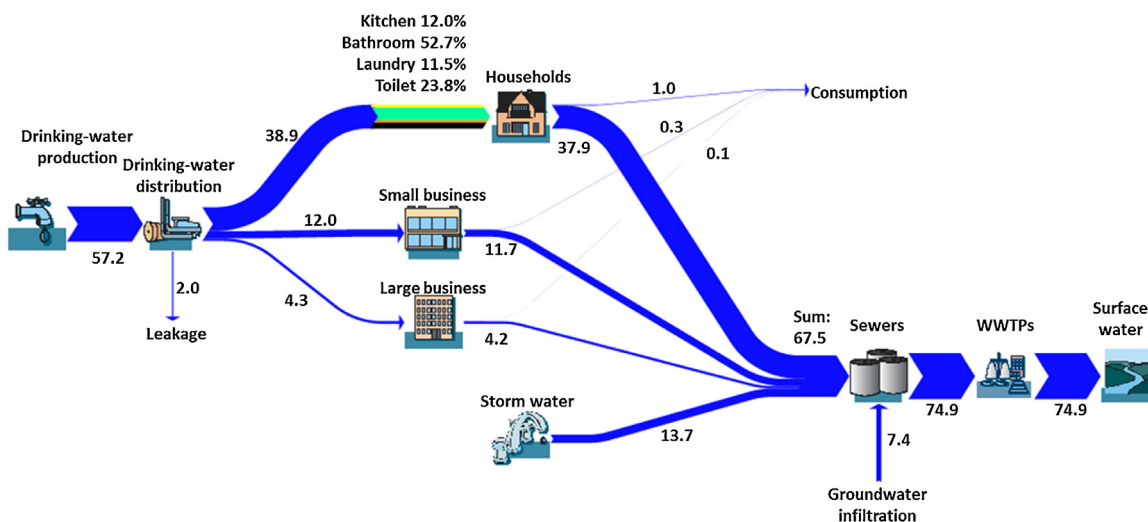 Kitchen 12.0%
Bathroom 52.7%
Laundry 11.5%
Toilet 23.8%
Households
1.0
Consumption
0.3
0.1
38.9
37.9
Drinking-water
production
Drinking-water
distribution
57.2
Small business
12.0
11.7
2.0
Leakage
4.3
Large business
4.2
Sum:
67.5
Sewers
WWTPs
Surface
water
74.9
74.9
Storm water
13.7
7.4
Groundwater
infiltration